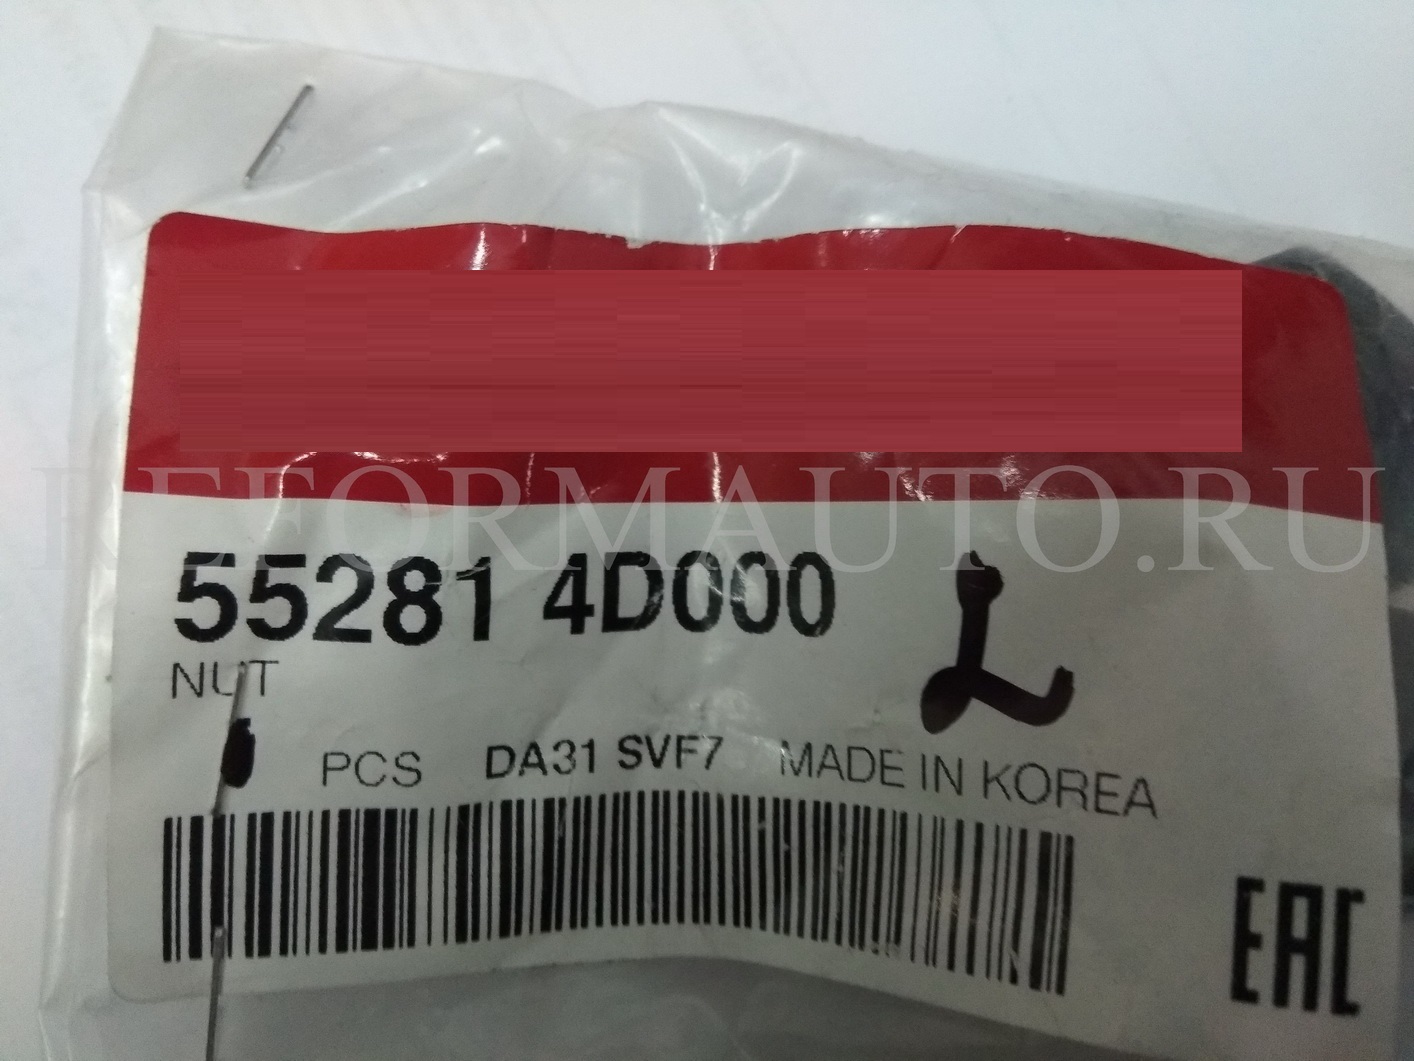 REFORMAUTO.RU
55281 4D000
L
NUT
PCS DA31 SVF7 MADE IN KOREA
EAC